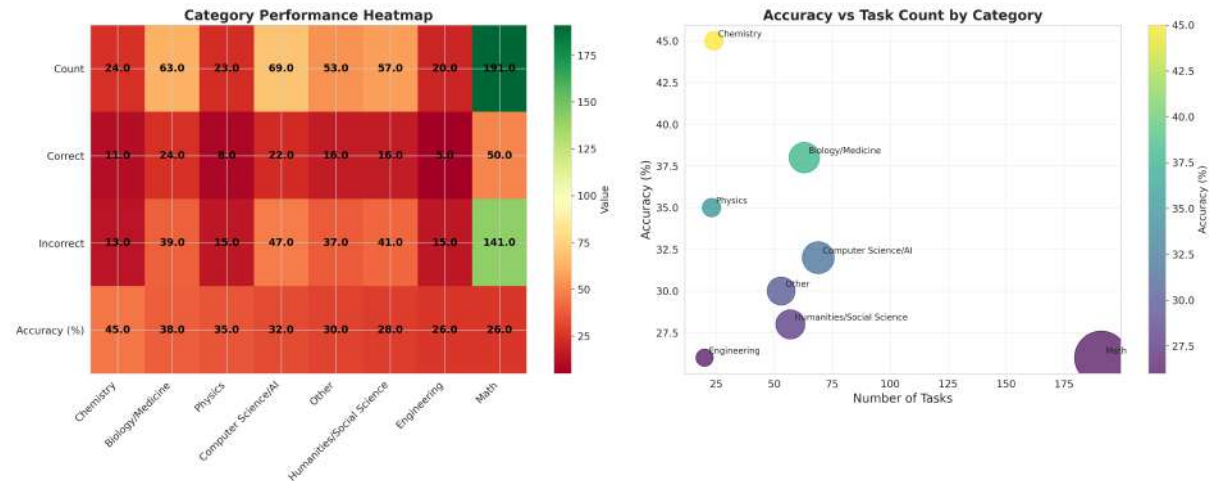 Category Performance Heatmap
Count 24.0 63.0 23.0 69.0 53.0 57.0 20.0 191.0
Correct 11.0 24.0 8.0 22.0 16.0 16.0 5.0 50.0
Incorrect 13.0 39.0 15.0 47.0 37.0 41.0 15.0 141.0
Accuracy (%) 45.0 38.0 35.0 32.0 30.0 28.0 26.0 26.0
Chemistry
Biology/Medicine
Physics
Computer Science/AI
Other
Humanities/Social Science
Engineering
Math
175
150
125
100
75
50
25
Value
Accuracy vs Task Count by Category
Accuracy (%)
45.0
42.5
40.0
37.5
35.0
32.5
30.0
27.5
Chemistry
Biology/Medicine
Physics
Computer Science/AI
Other
Humanities/Social Science
Engineering
Math
25 50 75 100 125 150 175
Number of Tasks
45.0
42.5
40.0
37.5
35.0
32.5
30.0
27.5
Accuracy (%)